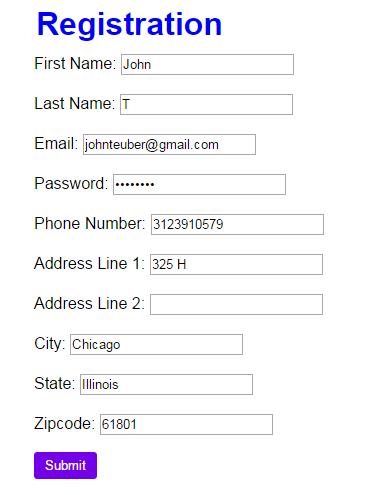 Registration
First Name: John
Last Name: T
Email: johnteuber@gmail.com
Password: ••••••••
Phone Number: 3123910579
Address Line 1: 325 H
Address Line 2:
City: Chicago
State: Illinois
Zipcode: 61801
Submit